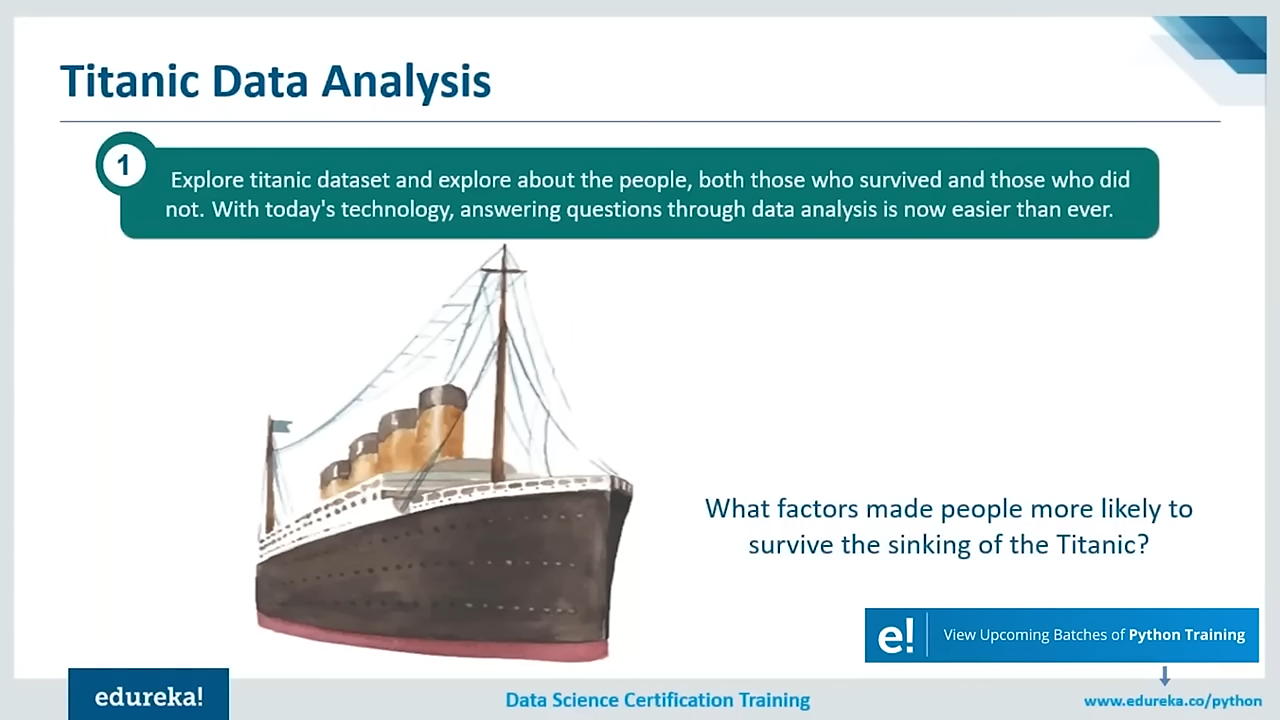 Titanic Data Analysis
1
Explore titanic dataset and explore about the people, both those who survived and those who did
not. With today's technology, answering questions through data analysis is now easier than ever.
What factors made people more likely to
survive the sinking of the Titanic?
e! View Upcoming Batches of Python Training
edureka!
Data Science Certification Training
www.edureka.co/python